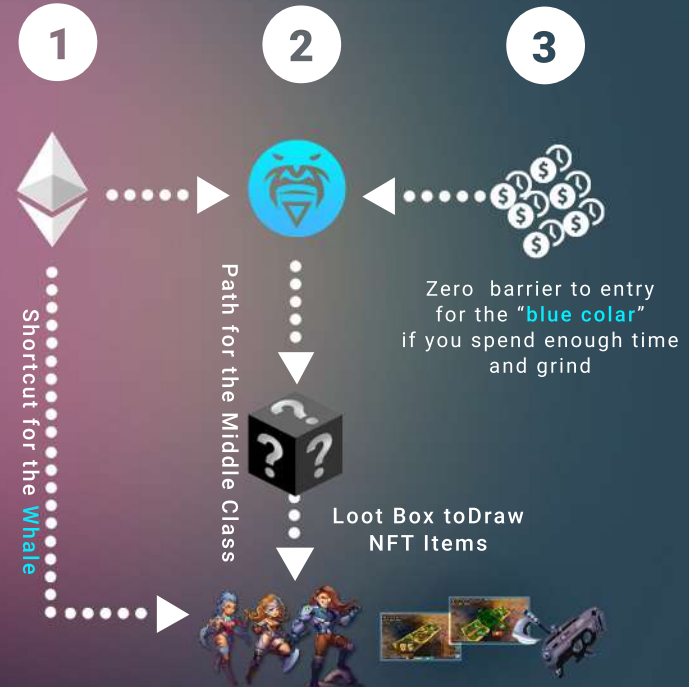 1
2
3
Shortcut for the Whale
Path for the Middle Class
Zero barrier to entry
for the “blue colar”
if you spend enough time
and grind
? ? ?
Loot Box toDraw
NFT Items